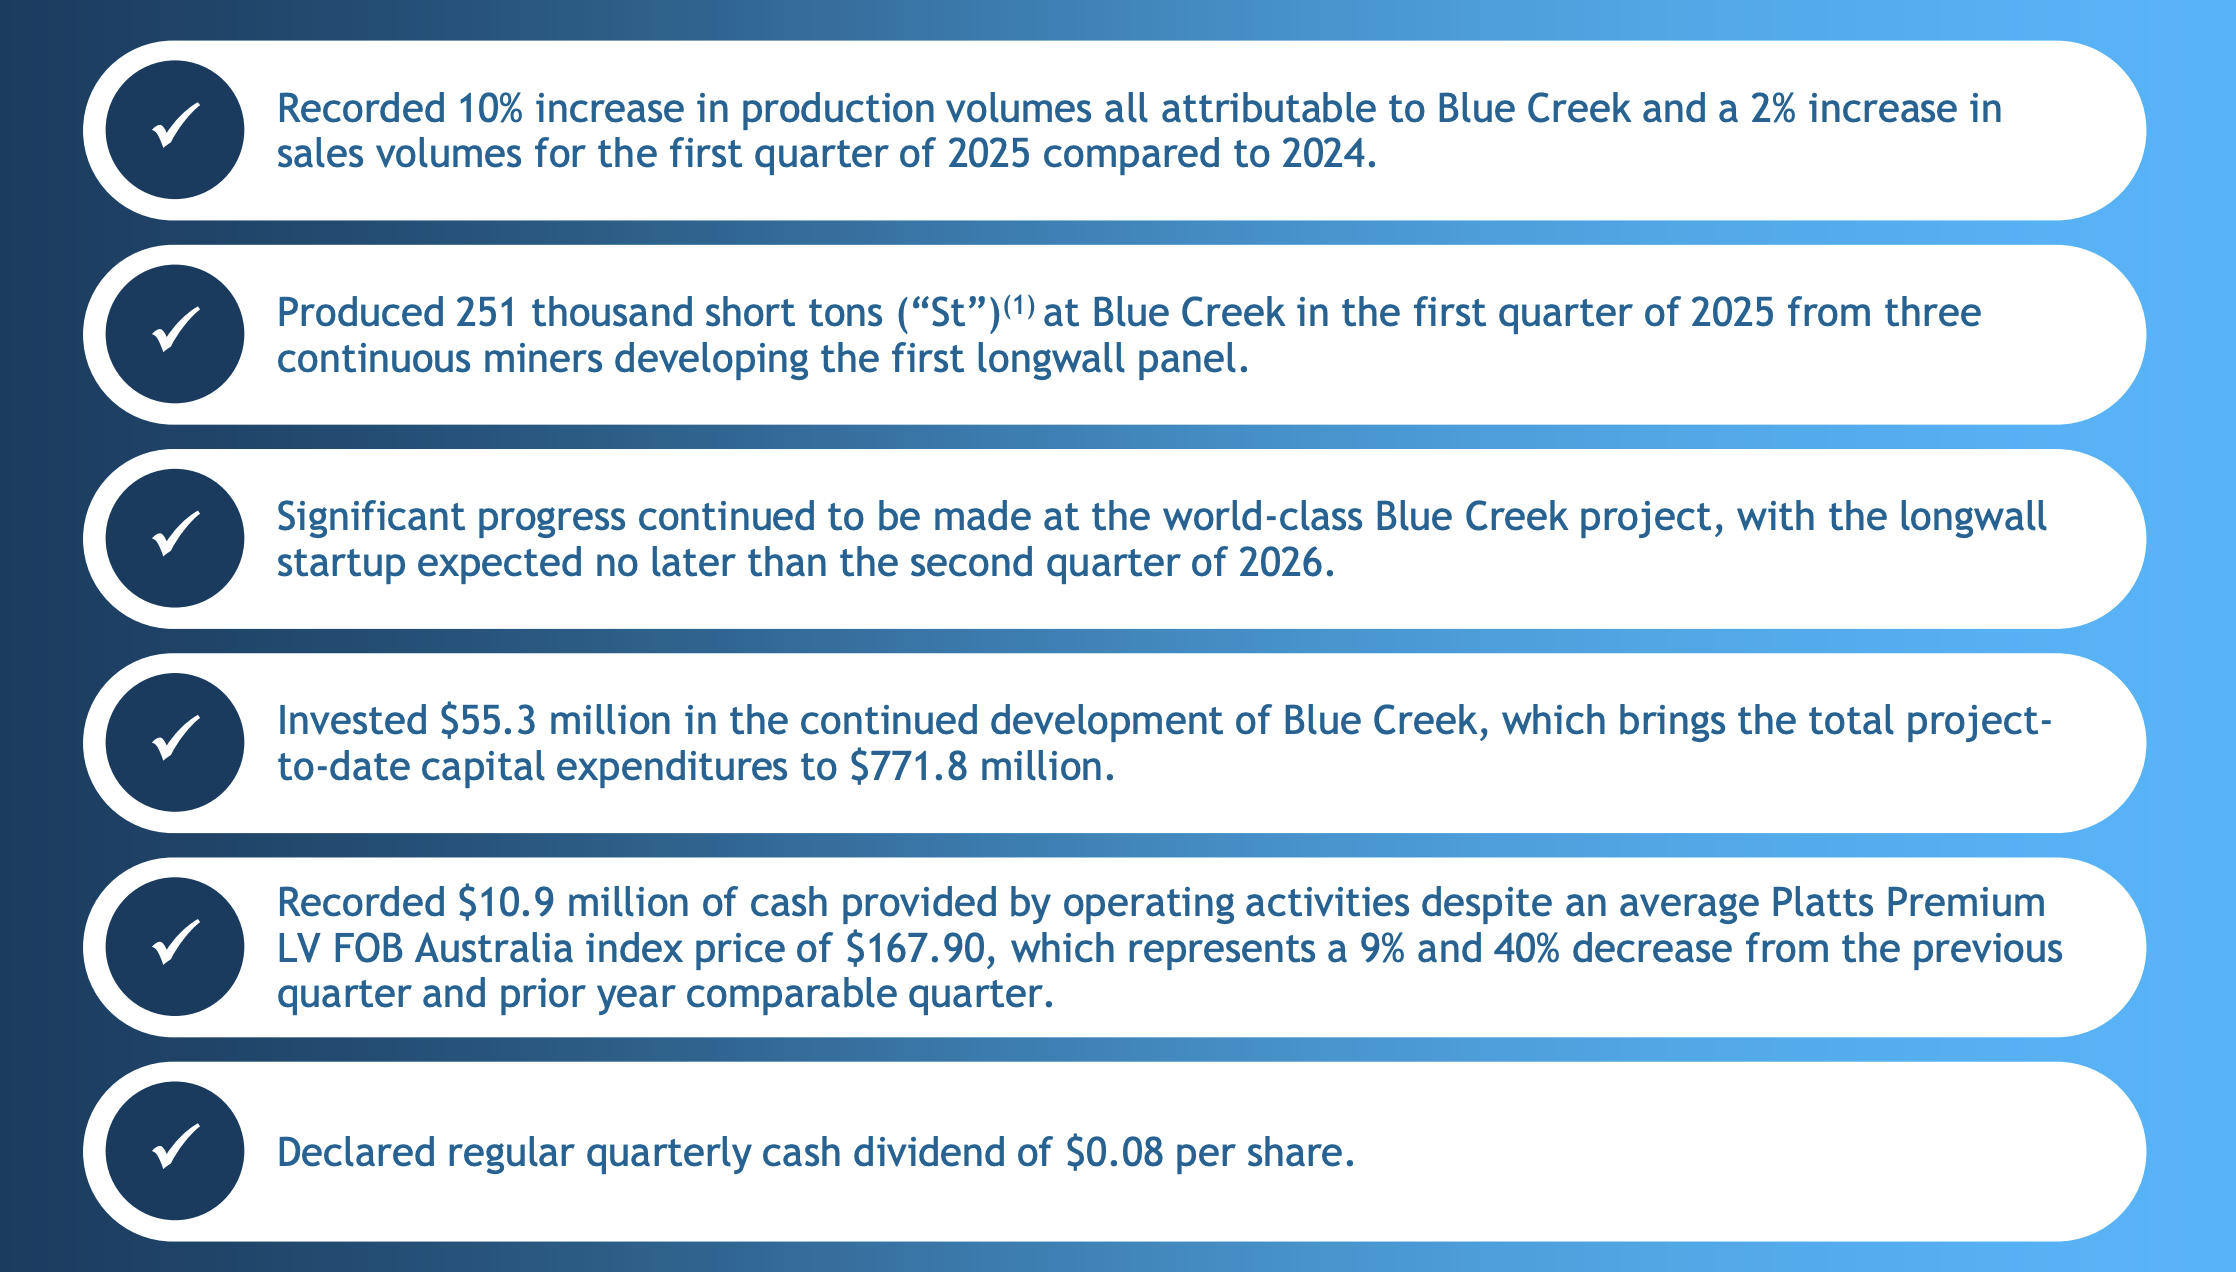 Recorded 10% increase in production volumes all attributable to Blue Creek and a 2% increase in
sales volumes for the first quarter of 2025 compared to 2024.
Produced 251 thousand short tons (“St”)(1) at Blue Creek in the first quarter of 2025 from three
continuous miners developing the first longwall panel.
Significant progress continued to be made at the world-class Blue Creek project, with the longwall
startup expected no later than the second quarter of 2026.
Invested $55.3 million in the continued development of Blue Creek, which brings the total project-
to-date capital expenditures to $771.8 million.
Recorded $10.9 million of cash provided by operating activities despite an average Platts Premium
LV FOB Australia index price of $167.90, which represents a 9% and 40% decrease from the previous
quarter and prior year comparable quarter.
Declared regular quarterly cash dividend of $0.08 per share.